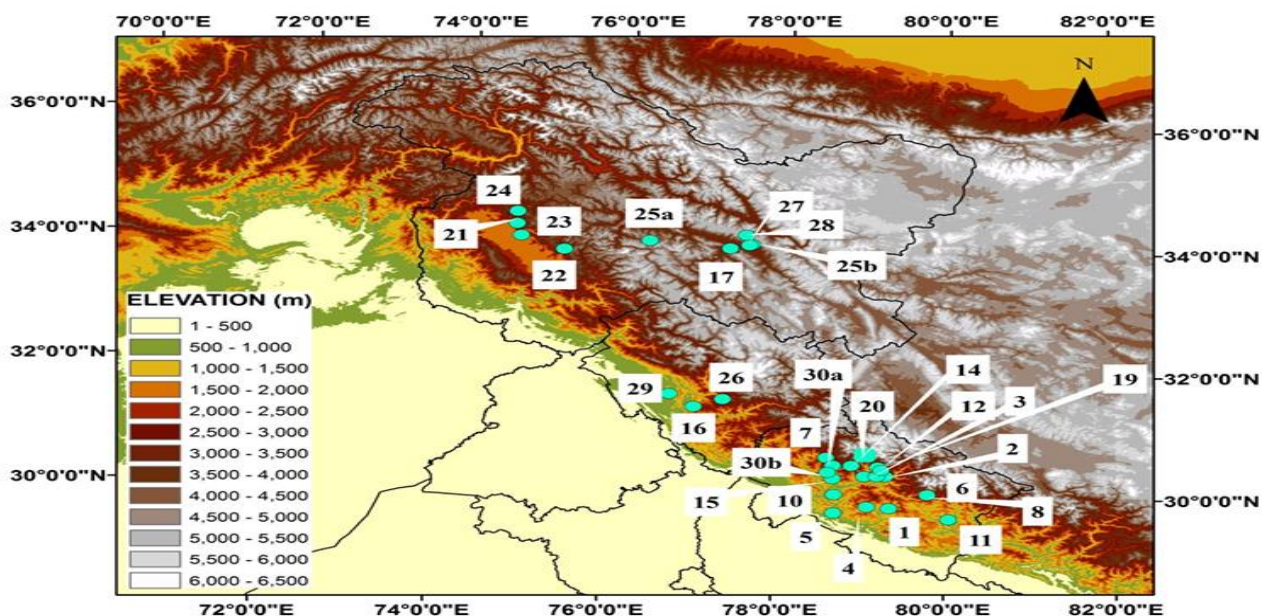 70°0'0"E 74°0'0"E 76°0'0"E 78°0'0"E 80°0'0"E 82°0'0"E
N
36°0'0"N 36°0'0"N
24 23 25a 27
28
21
34°0'0"N 34°0'0"N
22 17 25b
ELEVATION (m)
1 - 500
500 - 1,000
1,000 - 1,500
1,500 - 2,000
2,000 - 2,500
2,500 - 3,000
3,000 - 3,500
3,500 - 4,000
4,000 - 4,500
4,500 - 5,000
5,000 - 5,500
5,500 - 6,000
6,000 - 6,500
32°0'0"N 32°0'0"N
29 26 30a 14 19
16 7 20 12 3
30b 2
30°0'0"N 30°0'0"N
15 10 6 8
5 4 1 11
72°0'0"E 74°0'0"E 76°0'0"E 78°0'0"E 80°0'0"E 82°0'0"E